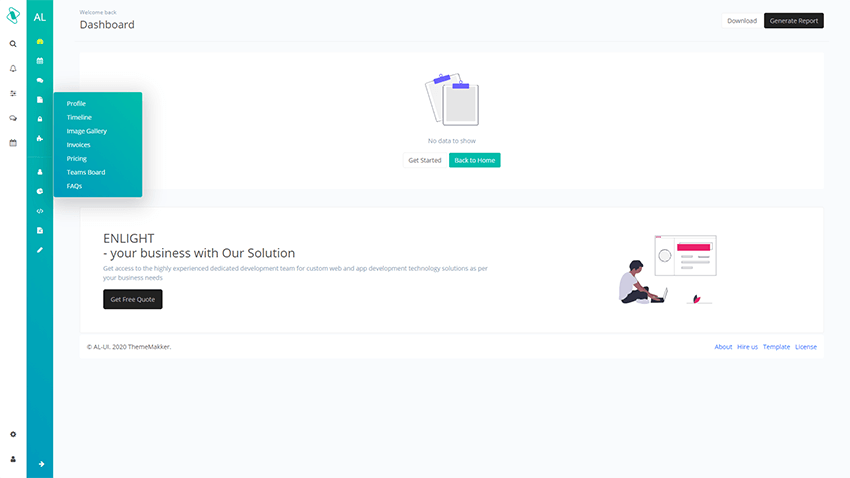 AL
Welcome back
Dashboard
Download
Generate Report
Profile
Timeline
Image Gallery
Invoices
Pricing
Teams Board
FAQs
No data to show
Get Started
Back to Home
ENLIGHT
- your business with Our Solution
Get access to the highly experienced dedicated development team for custom web and app development technology solutions as per
your business needs
Get Free Quote
© AL-UI. 2020 ThemeMakker.
About Hire us Template License